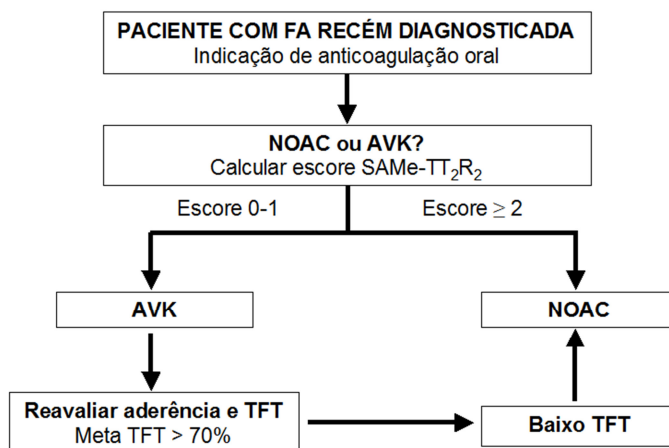 PACIENTE COM FA RECÉM DIAGNOSTICADA
Indicação de anticoagulação oral
NOAC ou AVK?
Calcular escore SAMe-TT₂R₂
Escore 0-1
Escore ≥ 2
AVK
NOAC
Reavaliar aderência e TFT
Meta TFT > 70%
Baixo TFT